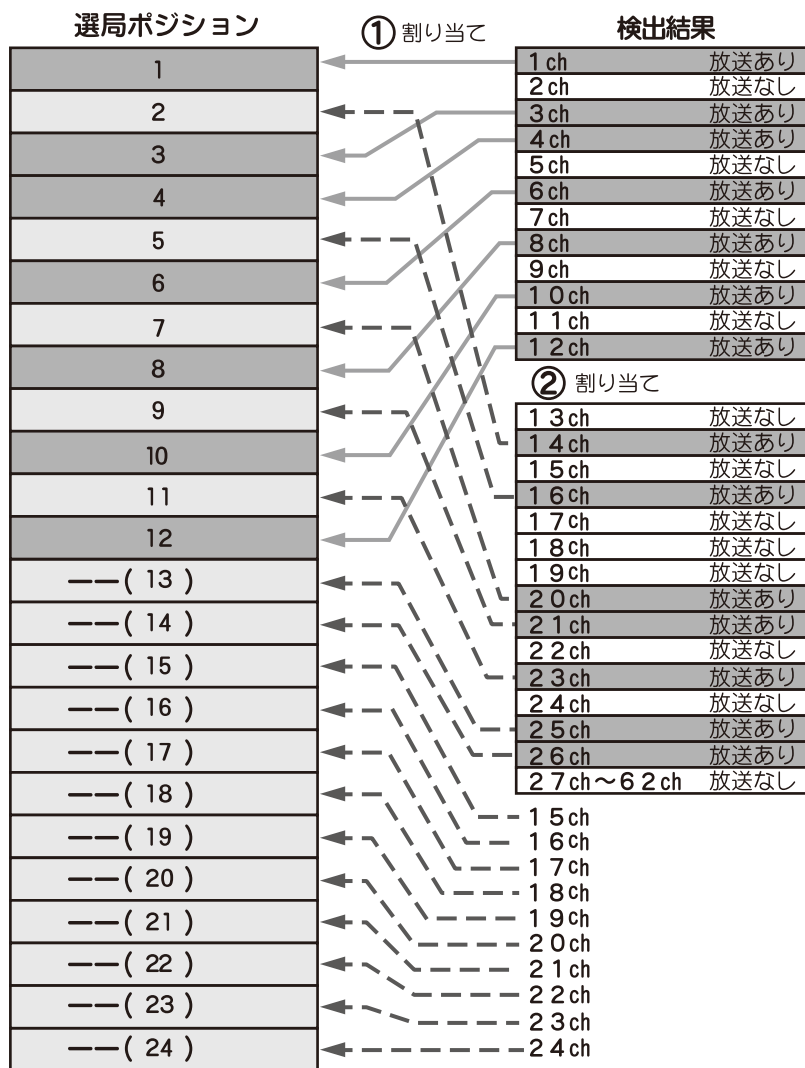 選局ポジション
1
2
3
4
5
6
7
8
9
10
11
12
――( 13 )
――( 14 )
――( 15 )
――( 16 )
――( 17 )
――( 18 )
――( 19 )
――( 20 )
――( 21 )
――( 22 )
――( 23 )
――( 24 )
① 割り当て
検出結果
1ch 放送あり
2ch 放送なし
3ch 放送あり
4ch 放送あり
5ch 放送なし
6ch 放送あり
7ch 放送なし
8ch 放送あり
9ch 放送なし
10ch 放送あり
11ch 放送なし
12ch 放送あり
② 割り当て
13ch 放送なし
14ch 放送あり
15ch 放送なし
16ch 放送あり
17ch 放送なし
18ch 放送なし
19ch 放送なし
20ch 放送あり
21ch 放送あり
22ch 放送なし
23ch 放送あり
24ch 放送なし
25ch 放送あり
26ch 放送あり
27ch〜62ch 放送なし
15ch
16ch
17ch
18ch
19ch
20ch
21ch
22ch
23ch
24ch